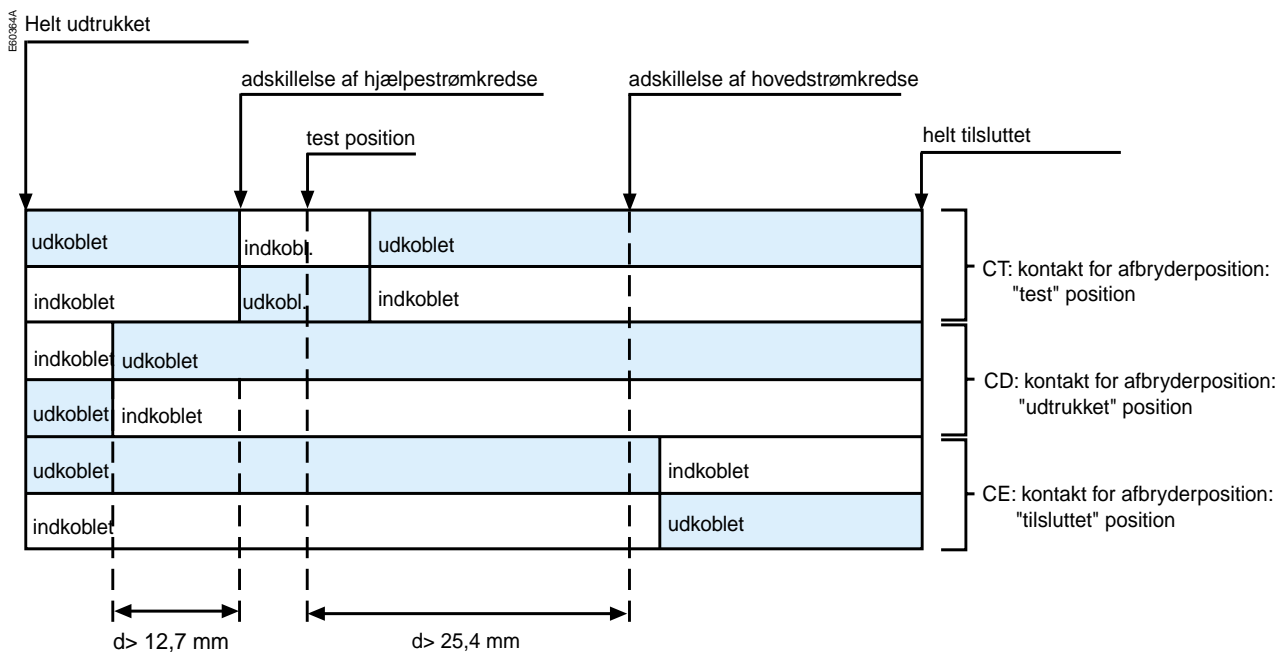 E60364A
Helt udtrukket
adskillelse af hjælpestrømkredse
adskillelse af hovedstrømkredse
test position
helt tilsluttet
udkoblet
indkobl.
udkoblet
indkoblet
udkobl.
indkoblet
CT: kontakt for afbryderposition:
"test" position
indkoblet
udkoblet
udkoblet
indkoblet
CD: kontakt for afbryderposition:
"udtrukket" position
udkoblet
indkoblet
indkoblet
udkoblet
CE: kontakt for afbryderposition:
"tilsluttet" position
d> 12,7 mm
d> 25,4 mm